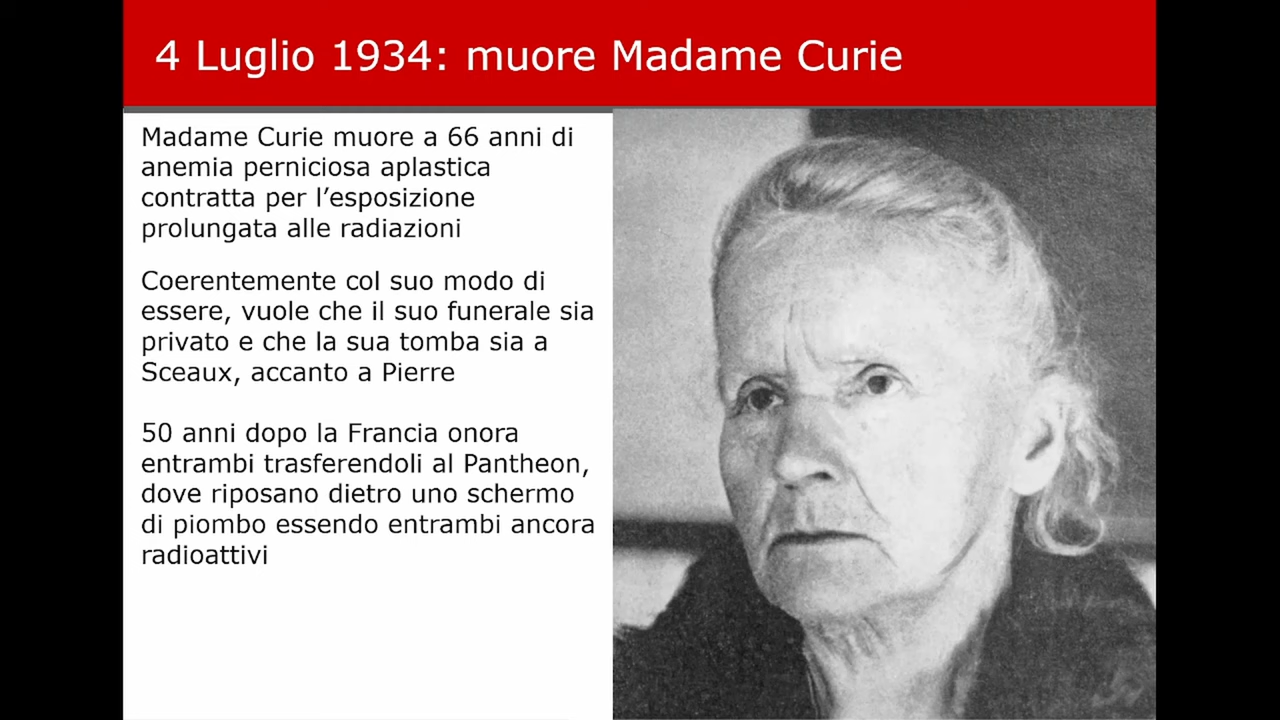 4 Luglio 1934: muore Madame Curie
Madame Curie muore a 66 anni di
anemia perniciosa aplastica
contratta per l’esposizione
prolungata alle radiazioni
Coerentemente col suo modo di
essere, vuole che il suo funerale sia
privato e che la sua tomba sia a
Sceaux, accanto a Pierre
50 anni dopo la Francia onora
entrambi trasferendoli al Pantheon,
dove riposano dietro uno schermo
di piombo essendo entrambi ancora
radioattivi